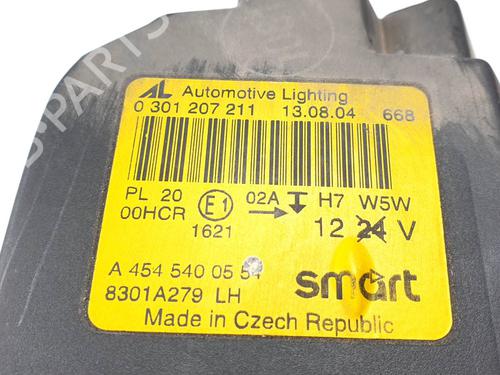 AL Automotive Lighting
0 301 207 211 13.08.04 668
PL 20 02A H7 W5W
00HCR E1
1621 12 24 V
A 454 540 05 54
8301A279 LH smart
Made in Czech Republic